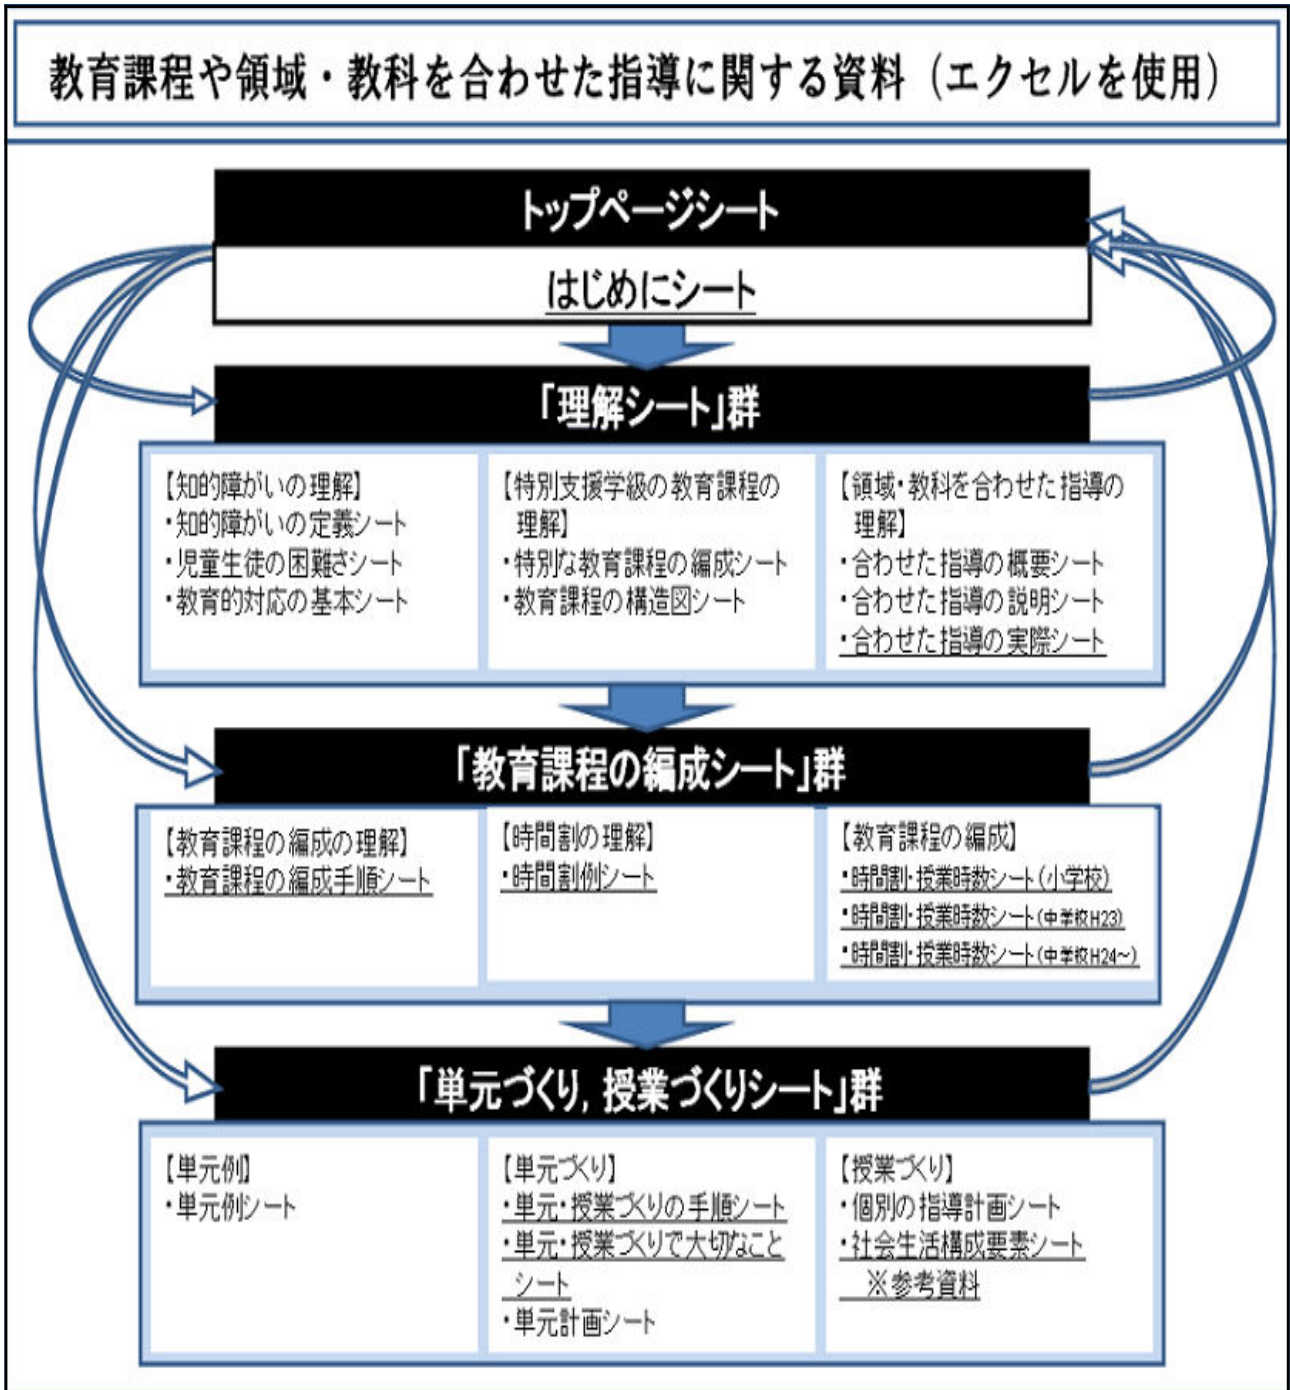 教育課程や領域・教科を合わせた指導に関する資料（エクセルを使用）
トップページシート
はじめにシート
「理解シート」群
【知的障がいの理解】
・知的障がいの定義シート
・児童生徒の困難さシート
・教育的対応の基本シート
【特別支援学級の教育課程の
理解】
・特別な教育課程の編成シート
・教育課程の構造図シート
【領域・教科を合わせた指導の
理解】
・合わせた指導の概要シート
・合わせた指導の説明シート
・合わせた指導の実際シート
「教育課程の編成シート」群
【教育課程の編成の理解】
・教育課程の編成手順シート
【時間割の理解】
・時間割例シート
【教育課程の編成】
・時間割・授業時数シート（小学校）
・時間割・授業時数シート（中学校H23）
・時間割・授業時数シート（中学校H24～）
「単元づくり，授業づくりシート」群
【単元例】
・単元例シート
【単元づくり】
・単元・授業づくりの手順シート
・単元・授業づくりで大切なこと
シート
・単元計画シート
【授業づくり】
・個別の指導計画シート
・社会生活構成要素シート
※参考資料